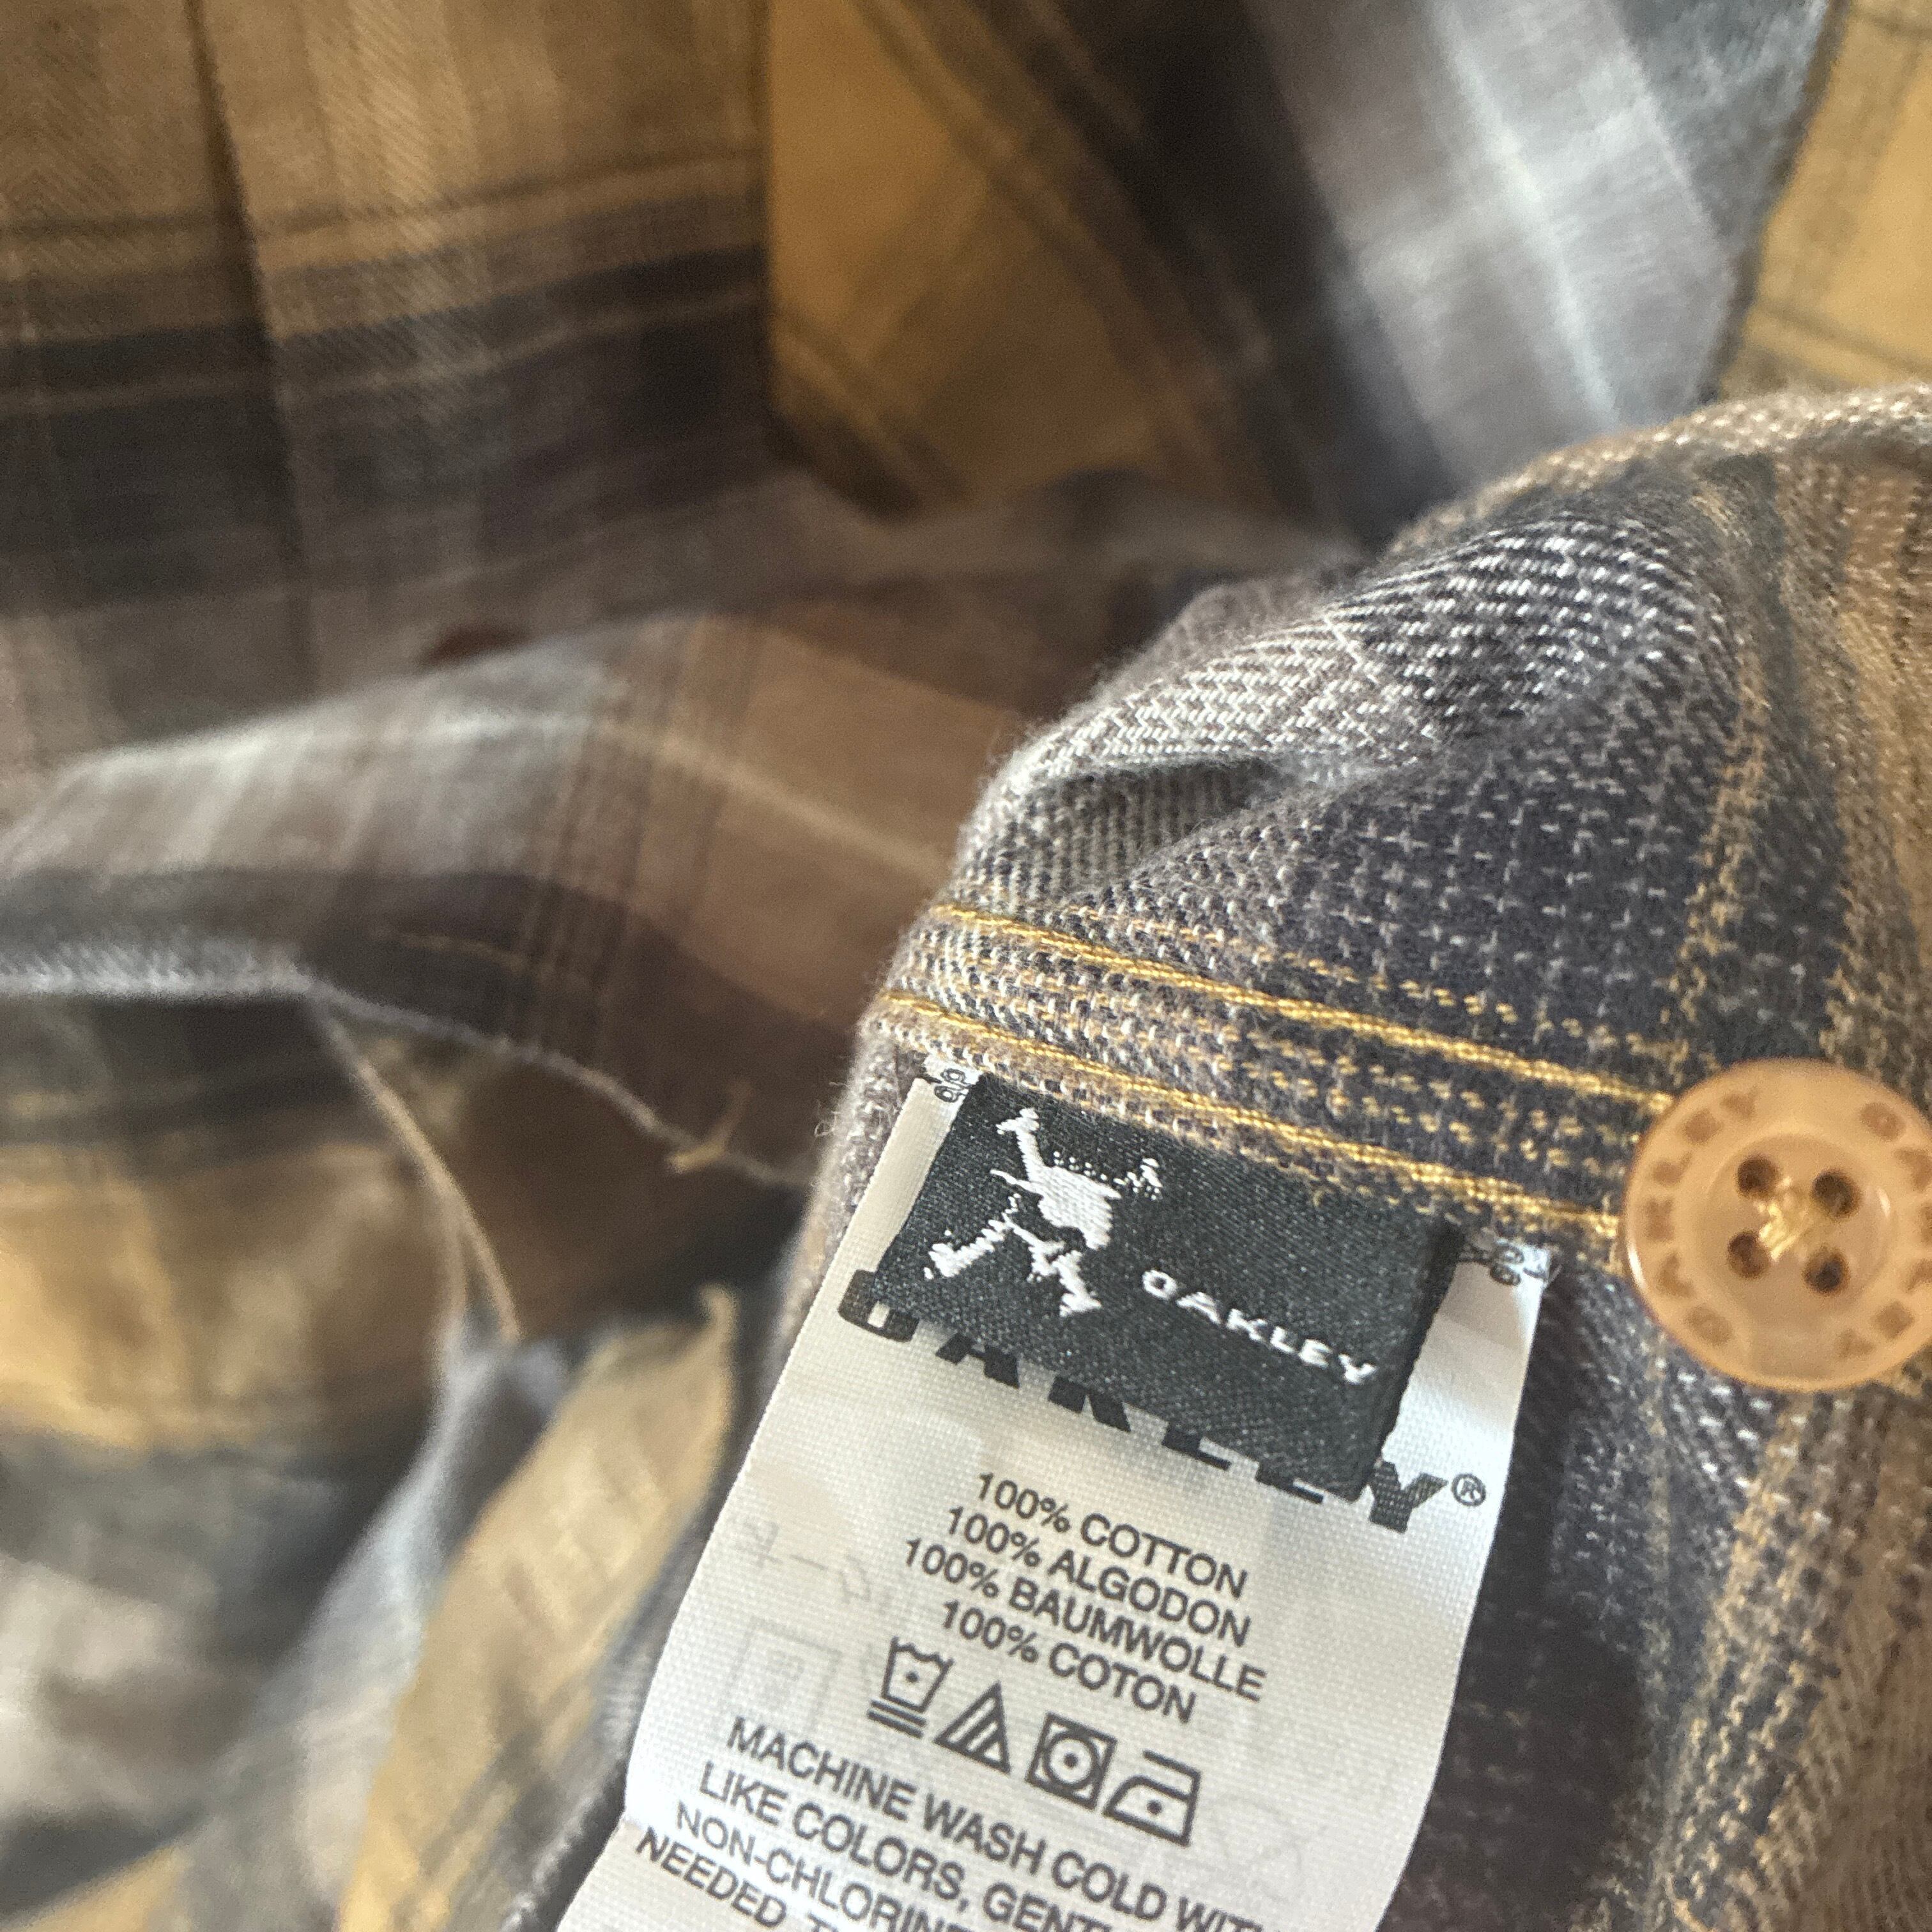 OAKLEY
OAKLEY®
100% COTTON
100% ALGODON
100% BAUMWOLLE
100% COTON
MACHINE WASH COLD WITH
LIKE COLORS, GENT
NON-CHLORINE
NEEDED
OAKLEY